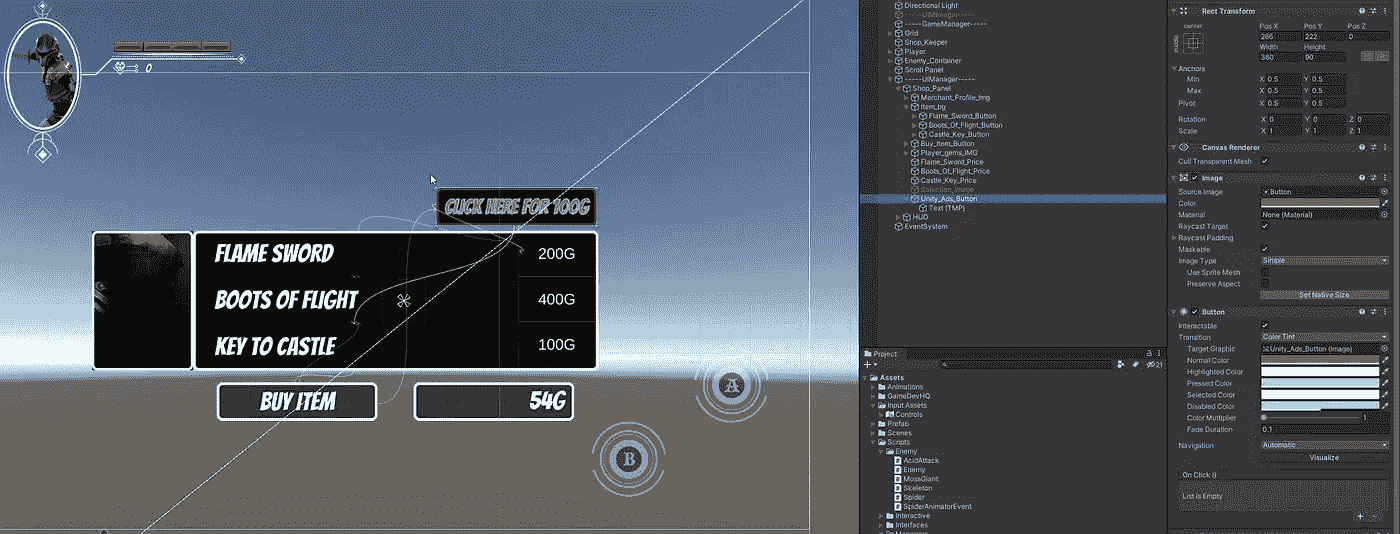 0
CLICK HERE FOR 100G
FLAME SWORD
200G
BOOTS OF FLIGHT
400G
KEY TO CASTLE
100G
BUY ITEM
54G
A
B
Directional Light
-----UIManager-----
-----GameManager-----
Grid
Shop_Keeper
Player
Enemy_Container
Scroll Panel
-----UIManager-----
Shop_Panel
Merchant_Profile_Img
Item_bg
Flame_Sword_Button
Boots_Of_Flight_Button
Castle_Key_Button
Buy_Item_Button
Player_gems_IMG
Flame_Sword_Price
Boots_Of_Flight_Price
Castle_Key_Price
Selection_Image
Unity_Ads_Button
Text (TMP)
HUD
EventSystem
Project
21
Assets
Animations
GameDevHQ
Input Assets
Controls
Prefab
Scenes
Scripts
Enemy
AcidAttack
Enemy
MossGiant
Skeleton
Spider
SpiderAnimatorEvent
Interactive
Interfaces
Rect Transform
center
middle
Pos X Pos Y Pos Z
266 222 0
Width Height
380 90
Anchors
Min X 0.5 Y 0.5
Max X 0.5 Y 0.5
Pivot X 0.5 Y 0.5
Rotation X 0 Y 0 Z 0
Scale X 1 Y 1 Z 1
Canvas Renderer
Cull Transparent Mesh
Image
Source Image Button
Color
Material None (Material)
Raycast Target
Raycast Padding
Maskable
Image Type Simple
Use Sprite Mesh
Preserve Aspect
Set Native Size
Button
Interactable
Transition Color Tint
Target Graphic Unity_Ads_Button (Image)
Normal Color
Highlighted Color
Pressed Color
Selected Color
Disabled Color
Color Multiplier 1
Fade Duration 0.1
Navigation Automatic
Visualize
On Click ()
List is Empty